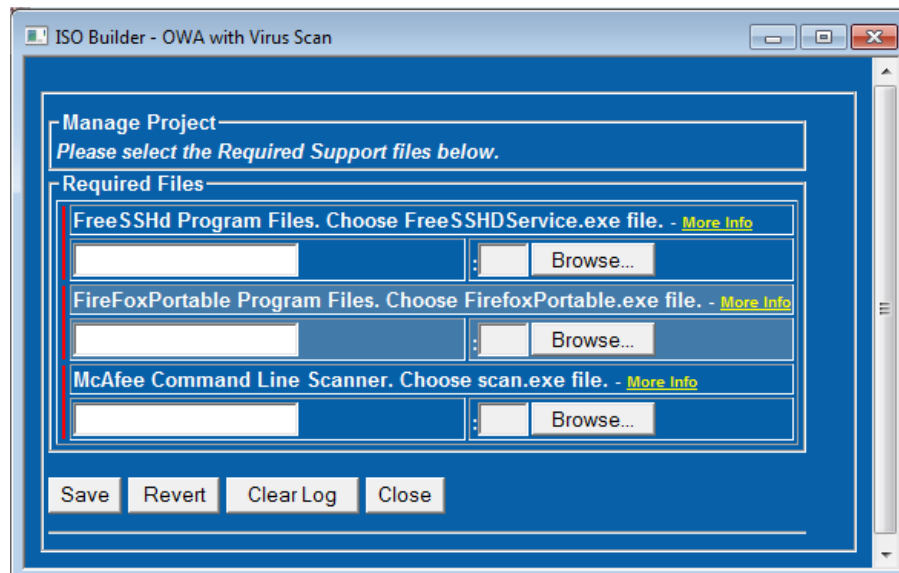 ISO Builder - OWA with Virus Scan
Manage Project
Please select the Required Support files below.
Required Files
FreeSSHd Program Files. Choose FreeSSHDService.exe file. - More Info
: Browse...
FireFoxPortable Program Files. Choose FirefoxPortable.exe file. - More Info
: Browse...
McAfee Command Line Scanner. Choose scan.exe file. - More Info
: Browse...
Save Revert Clear Log Close